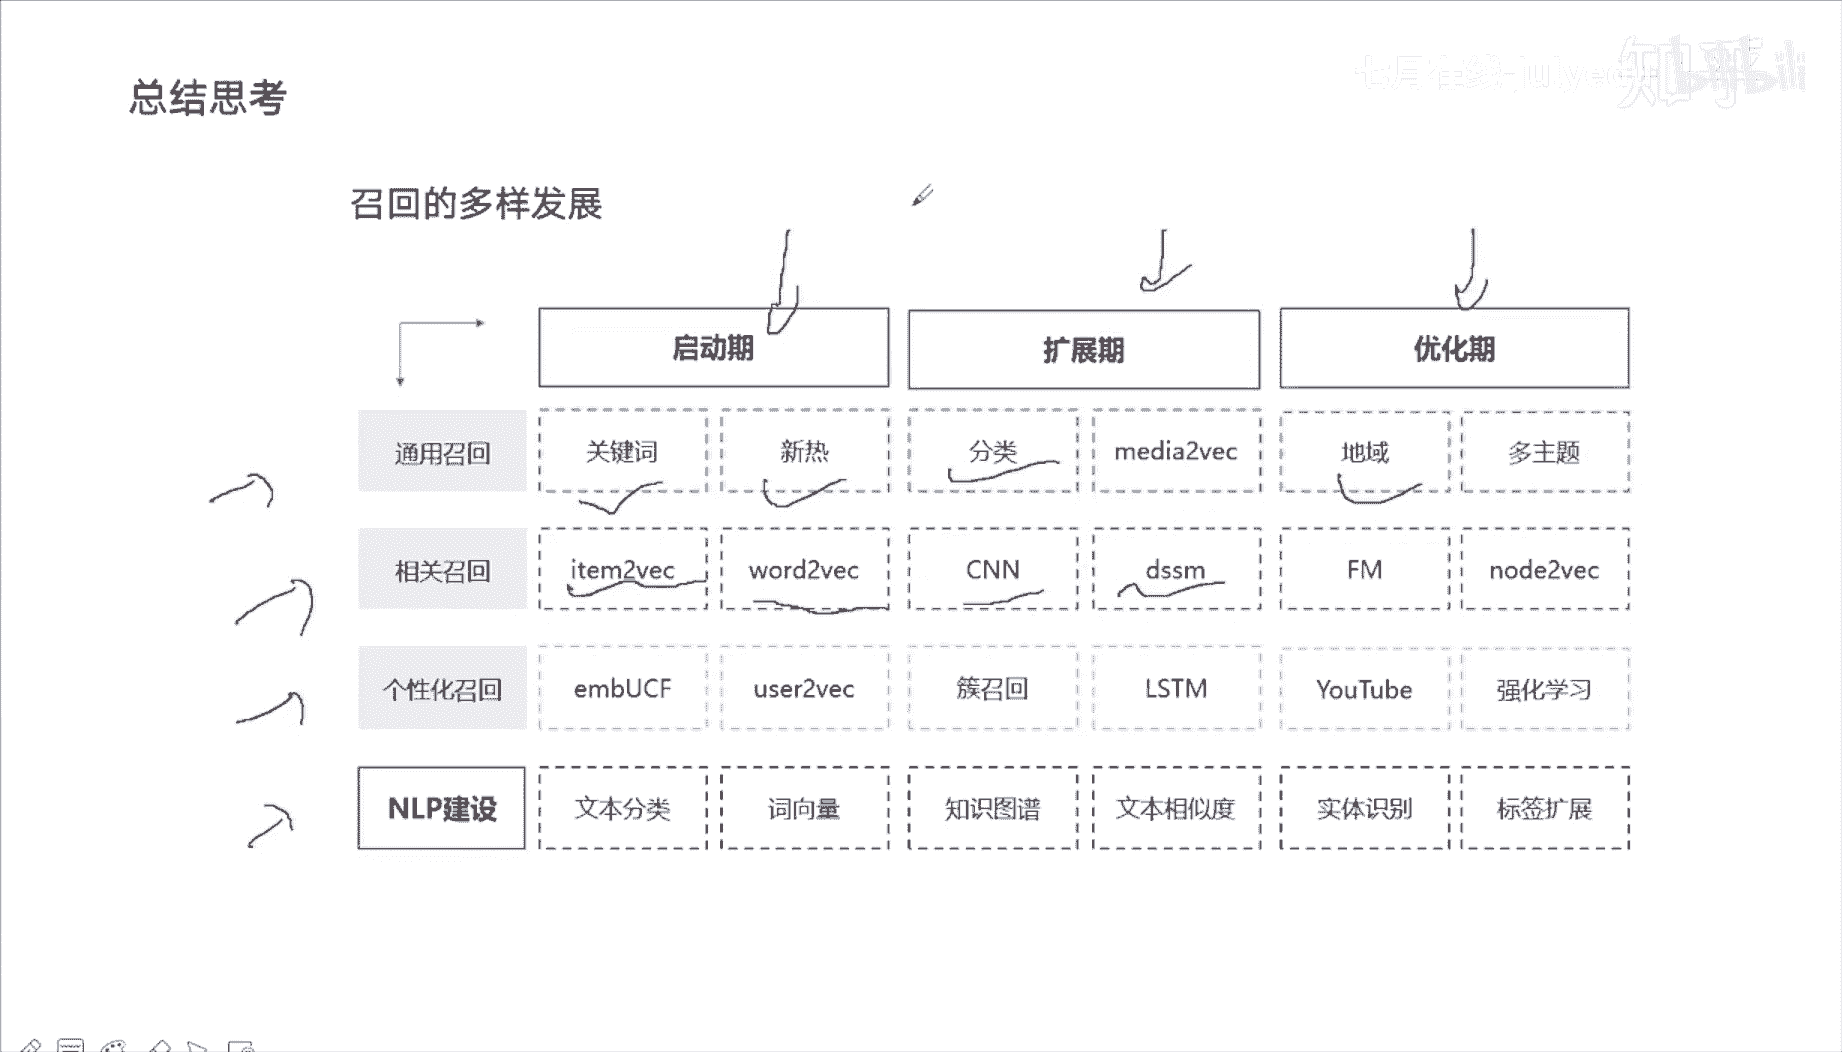 七月在线-julyedu
知乎
bilibili
总结思考
召回的多样发展
启动期 扩展期 优化期
通用召回 关键词 新热 分类 media2vec 地域 多主题
相关召回 item2vec word2vec CNN dssm FM node2vec
个性化召回 embUCF user2vec 簇召回 LSTM YouTube 强化学习
NLP建设 文本分类 词向量 知识图谱 文本相似度 实体识别 标签扩展